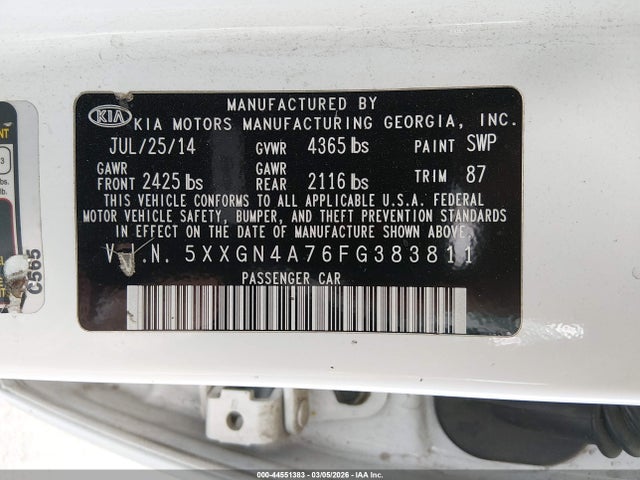 MANUFACTURED BY
KIA
KIA MOTORS MANUFACTURING GEORGIA, INC.
JUL/25/14 GVWR 4365 lbs PAINT SWP
GAWR FRONT 2425 lbs GAWR REAR 2116 lbs TRIM 87
THIS VEHICLE CONFORMS TO ALL APPLICABLE U.S.A. FEDERAL
MOTOR VEHICLE SAFETY, BUMPER, AND THEFT PREVENTION STANDARDS
IN EFFECT ON THE DATE OF MANUFACTURE SHOWN ABOVE.
V.I.N. 5XXGN4A76FG383811
PASSENGER CAR
C565
000-44551383 — 03/05/2026 — IAA Inc.